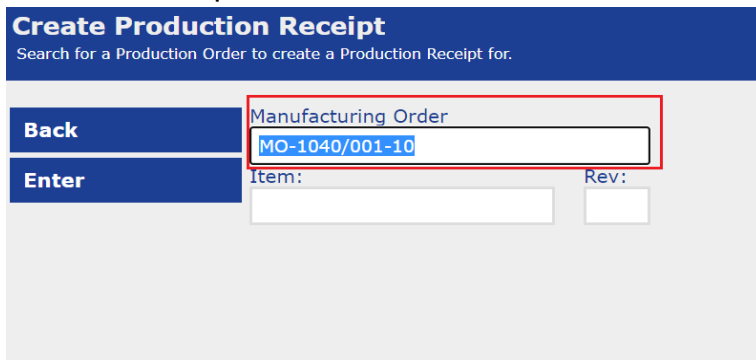 Create Production Receipt
Search for a Production Order to create a Production Receipt for.
Back
Manufacturing Order
MO-1040/001-10
Enter
Item:
Rev: